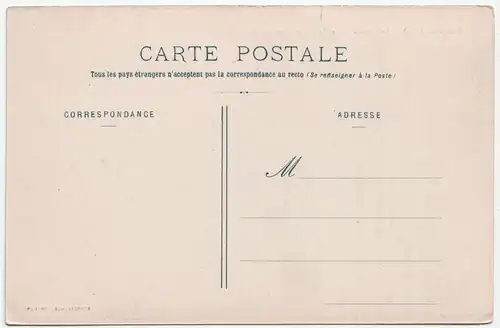 CARTE POSTALE
Tous les pays étrangers n'acceptent pas la correspondance au recto (Se renseigner à la Poste)
CORRESPONDANCE
ADRESSE
M